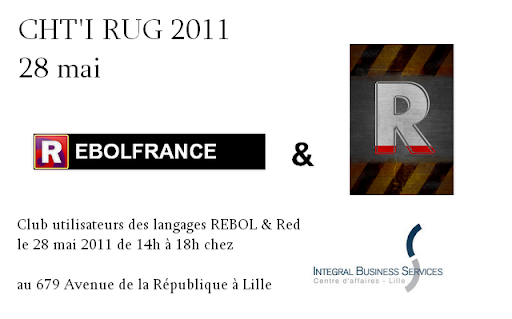 CHT'I RUG 2011
28 mai
R EBOLFRANCE
&
R
Club utilisateurs des langages REBOL & Red
le 28 mai 2011 de 14h à 18h chez
INTEGRAL BUSINESS SERVICES
Centre d'affaires - Lille
au 679 Avenue de la République à Lille